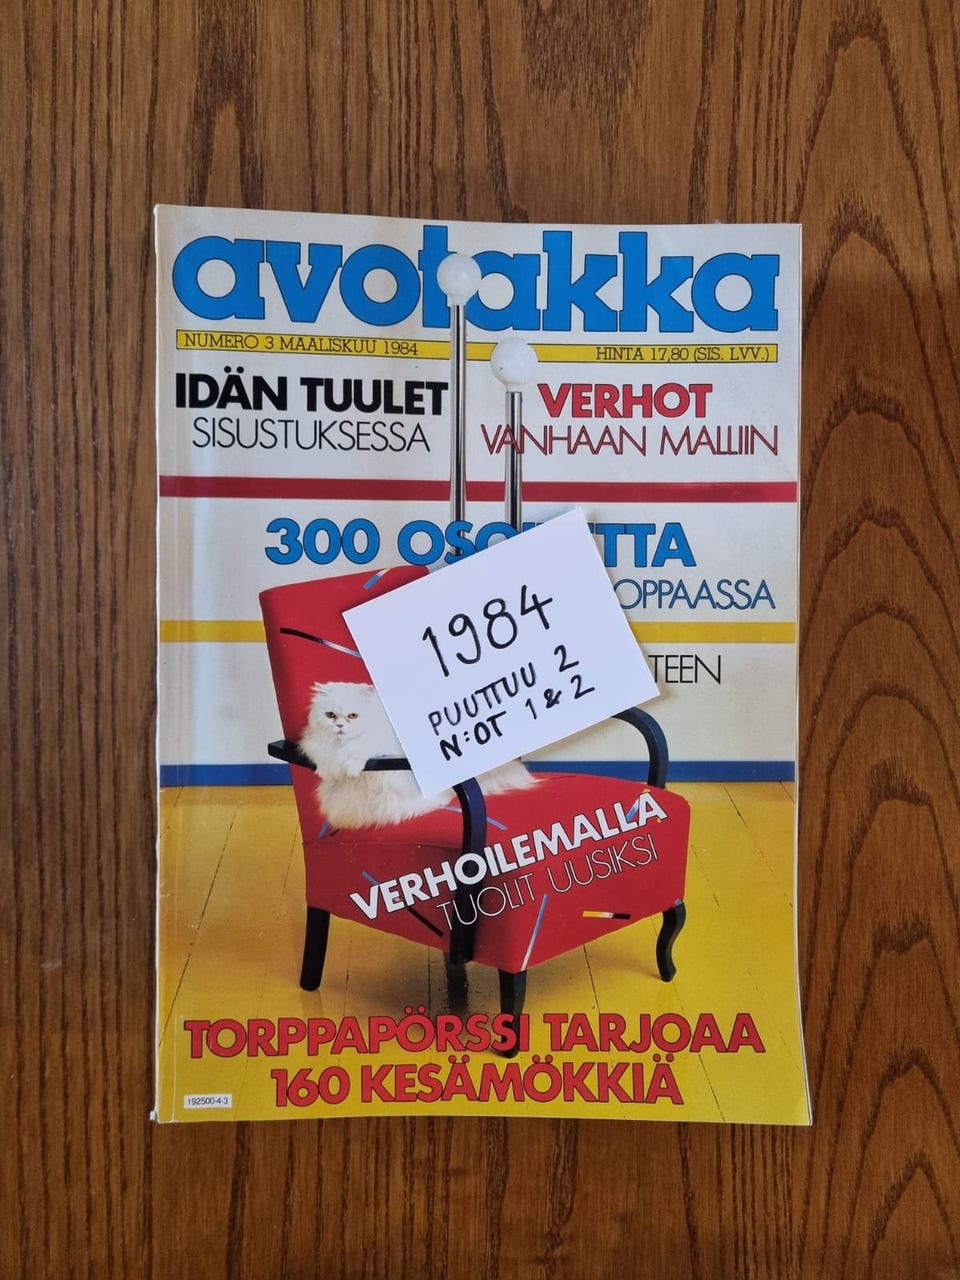 avotakka
NUMERO 3 MAALISKUU 1984
HINTA 17,80 (SIS. LVV.)
IDÄN TUULET
SISUSTUKSESSA
VERHOT
VANHAAN MALLIIN
300
1984
PUUTTUU 2
N:OT 1 & 2
VERHOILEMALLA
TUOLIT UUSIKSI
TORPPAPÖRSSI TARJOAA
160 KESÄMÖKKIÄ
192500-4-3